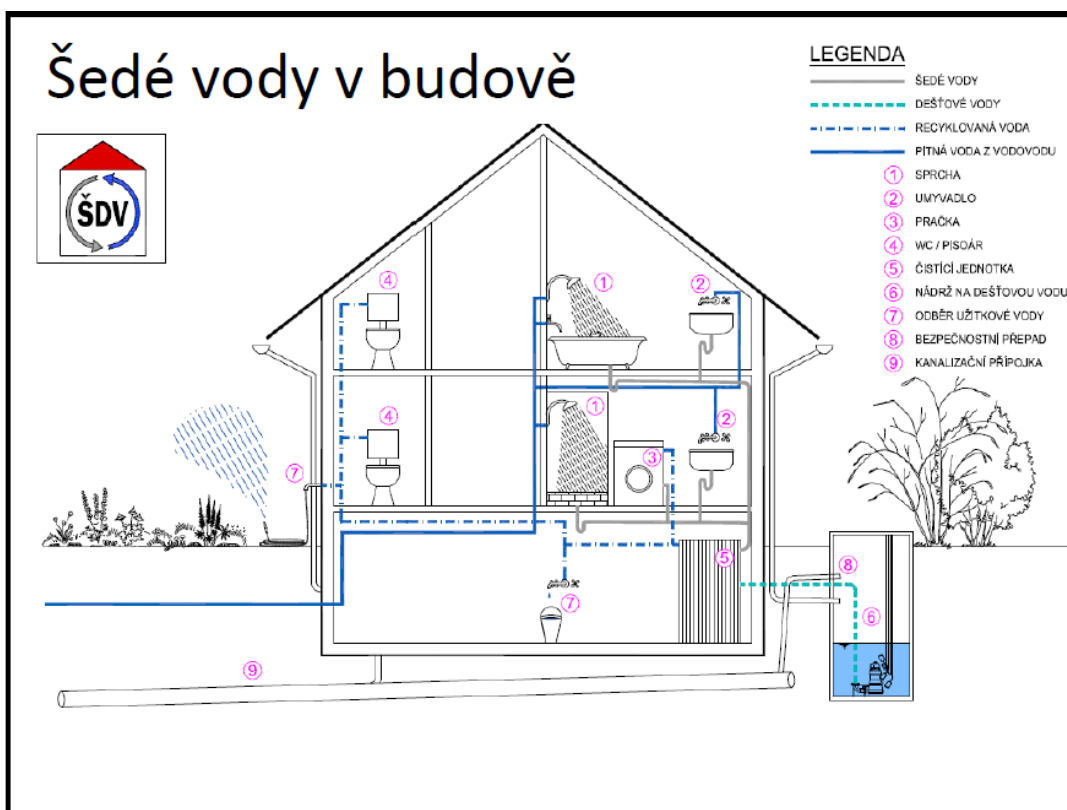 Šedé vody v budově
ŠDV
LEGENDA
ŠEDÉ VODY
DEŠŤOVÉ VODY
RECYKLOVANÁ VODA
PITNÁ VODA Z VODOVODU
1 SPRCHA
2 UMYVADLO
3 PRAČKA
4 WC / PISOÁR
5 ČISTÍCÍ JEDNOTKA
6 NÁDRŽ NA DEŠŤOVOU VODU
7 ODBĚR UŽITKOVÉ VODY
8 BEZPEČNOSTNÍ PŘEPAD
9 KANALIZAČNÍ PŘÍPOJKA
4
1
2
4
1
2
3
7
5
8
7
6
9